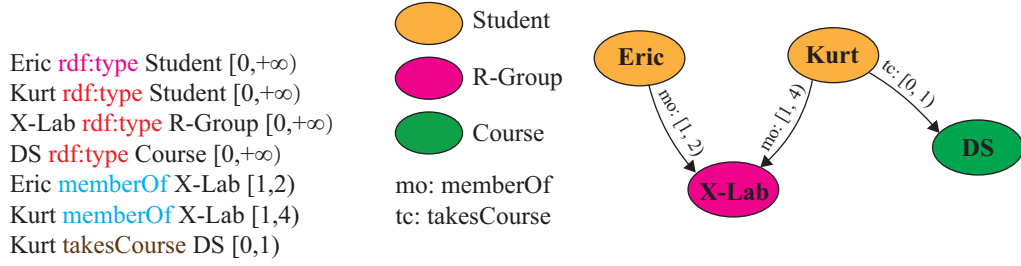 Eric rdf:type Student [0,+∞)
Kurt rdf:type Student [0,+∞)
X-Lab rdf:type R-Group [0,+∞)
DS rdf:type Course [0,+∞)
Eric memberOf X-Lab [1,2)
Kurt memberOf X-Lab [1,4)
Kurt takesCourse DS [0,1)
Student
R-Group
Course
mo: memberOf
tc: takesCourse
Eric
Kurt
mo: [1, 2)
mo: [1, 4)
tc: [0, 1)
X-Lab
DS